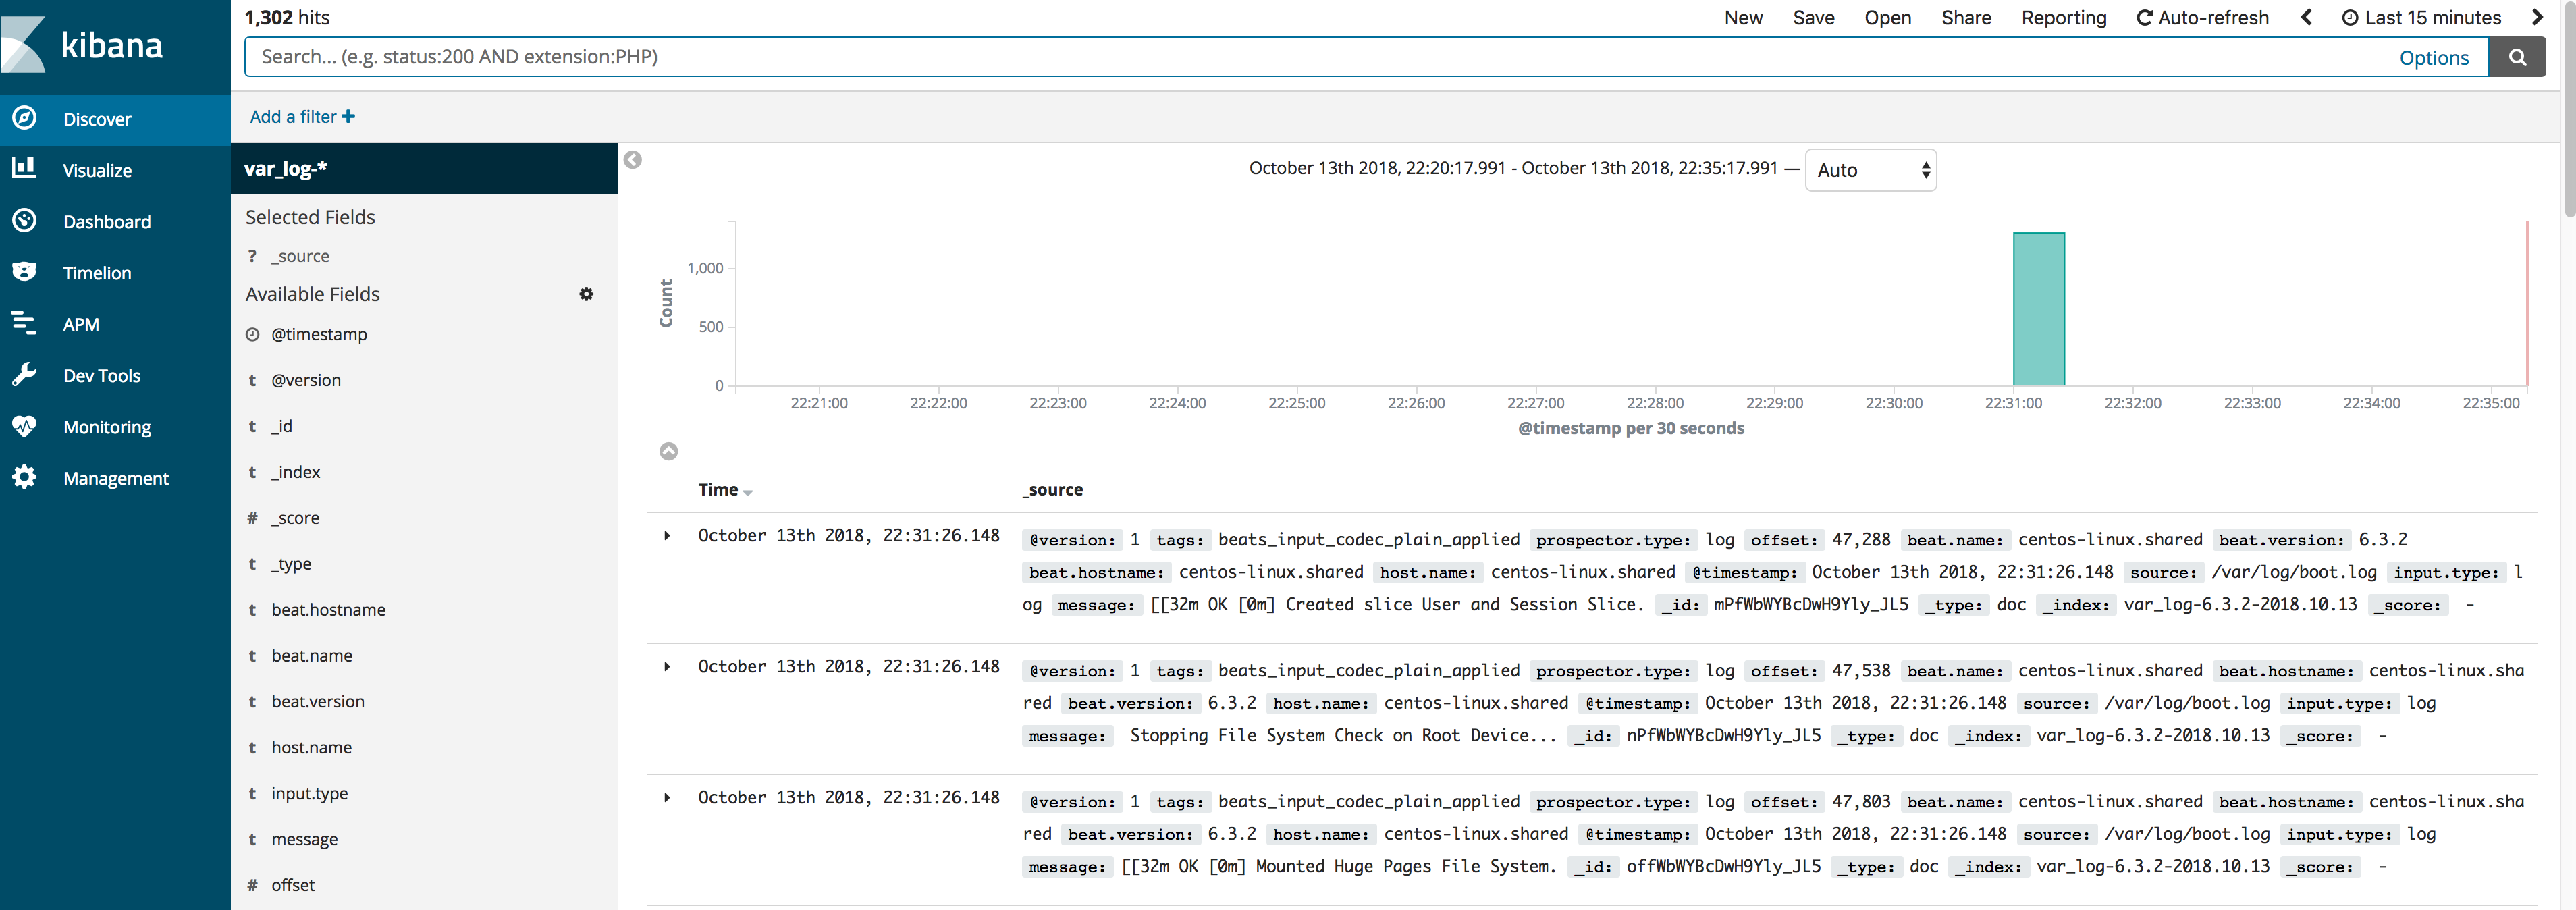 kibana
Discover
Visualize
Dashboard
Timelion
APM
Dev Tools
Monitoring
Management
1,302 hits
New Save Open Share Reporting Auto-refresh Last 15 minutes
Search... (e.g. status:200 AND extension:PHP) Options
Add a filter
var_log-*
Selected Fields
? _source
Available Fields
@timestamp
t @version
t _id
t _index
# _score
t _type
t beat.hostname
t beat.name
t beat.version
t host.name
t input.type
t message
# offset
October 13th 2018, 22:20:17.991 - October 13th 2018, 22:35:17.991 — Auto
Count
1,000
500
0
22:21:00 22:22:00 22:23:00 22:24:00 22:25:00 22:26:00 22:27:00 22:28:00 22:29:00 22:30:00 22:31:00 22:32:00 22:33:00 22:34:00 22:35:00
@timestamp per 30 seconds
Time _source
October 13th 2018, 22:31:26.148 @version: 1 tags: beats_input_codec_plain_applied prospector.type: log offset: 47,288 beat.name: centos-linux.shared beat.version: 6.3.2
beat.hostname: centos-linux.shared host.name: centos-linux.shared @timestamp: October 13th 2018, 22:31:26.148 source: /var/log/boot.log input.type: l
og message: [[32m OK [0m] Created slice User and Session Slice. _id: mPfWbWYBcDwH9Yly_JL5 _type: doc _index: var_log-6.3.2-2018.10.13 _score: -
October 13th 2018, 22:31:26.148 @version: 1 tags: beats_input_codec_plain_applied prospector.type: log offset: 47,538 beat.name: centos-linux.shared beat.hostname: centos-linux.sha
red beat.version: 6.3.2 host.name: centos-linux.shared @timestamp: October 13th 2018, 22:31:26.148 source: /var/log/boot.log input.type: log
message: Stopping File System Check on Root Device... _id: nPfWbWYBcDwH9Yly_JL5 _type: doc _index: var_log-6.3.2-2018.10.13 _score: -
October 13th 2018, 22:31:26.148 @version: 1 tags: beats_input_codec_plain_applied prospector.type: log offset: 47,803 beat.name: centos-linux.shared beat.hostname: centos-linux.sha
red beat.version: 6.3.2 host.name: centos-linux.shared @timestamp: October 13th 2018, 22:31:26.148 source: /var/log/boot.log input.type: log
message: [[32m OK [0m] Mounted Huge Pages File System. _id: offWbWYBcDwH9Yly_JL5 _type: doc _index: var_log-6.3.2-2018.10.13 _score: -